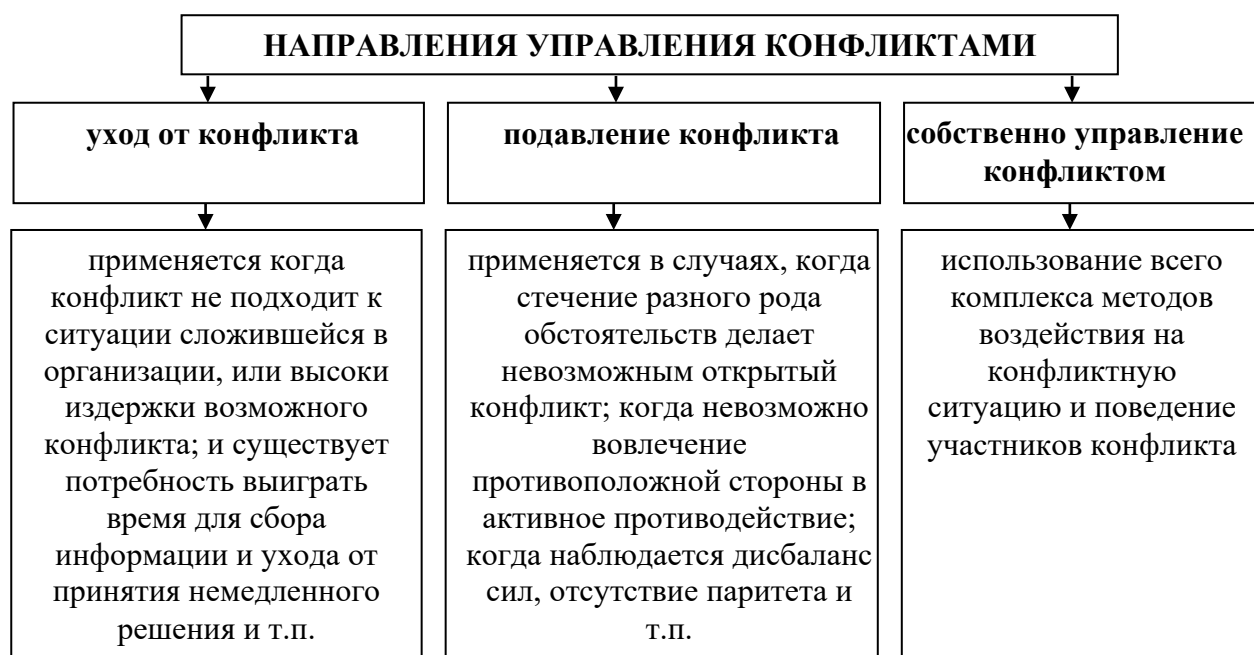 НАПРАВЛЕНИЯ УПРАВЛЕНИЯ КОНФЛИКТАМИ
уход от конфликта
подавление конфликта
собственно управление
конфликтом
применяется когда
конфликт не подходит к
ситуации сложившейся в
организации, или высоки
издержки возможного
конфликта; и существует
потребность выиграть
время для сбора
информации и ухода от
принятия немедленного
решения и т.п.
применяется в случаях, когда
стечение разного рода
обстоятельств делает
невозможным открытый
конфликт; когда невозможно
вовлечение
противоположной стороны в
активное противодействие;
когда наблюдается дисбаланс
сил, отсутствие паритета и
т.п.
использование всего
комплекса методов
воздействия на
конфликтную
ситуацию и поведение
участников конфликта